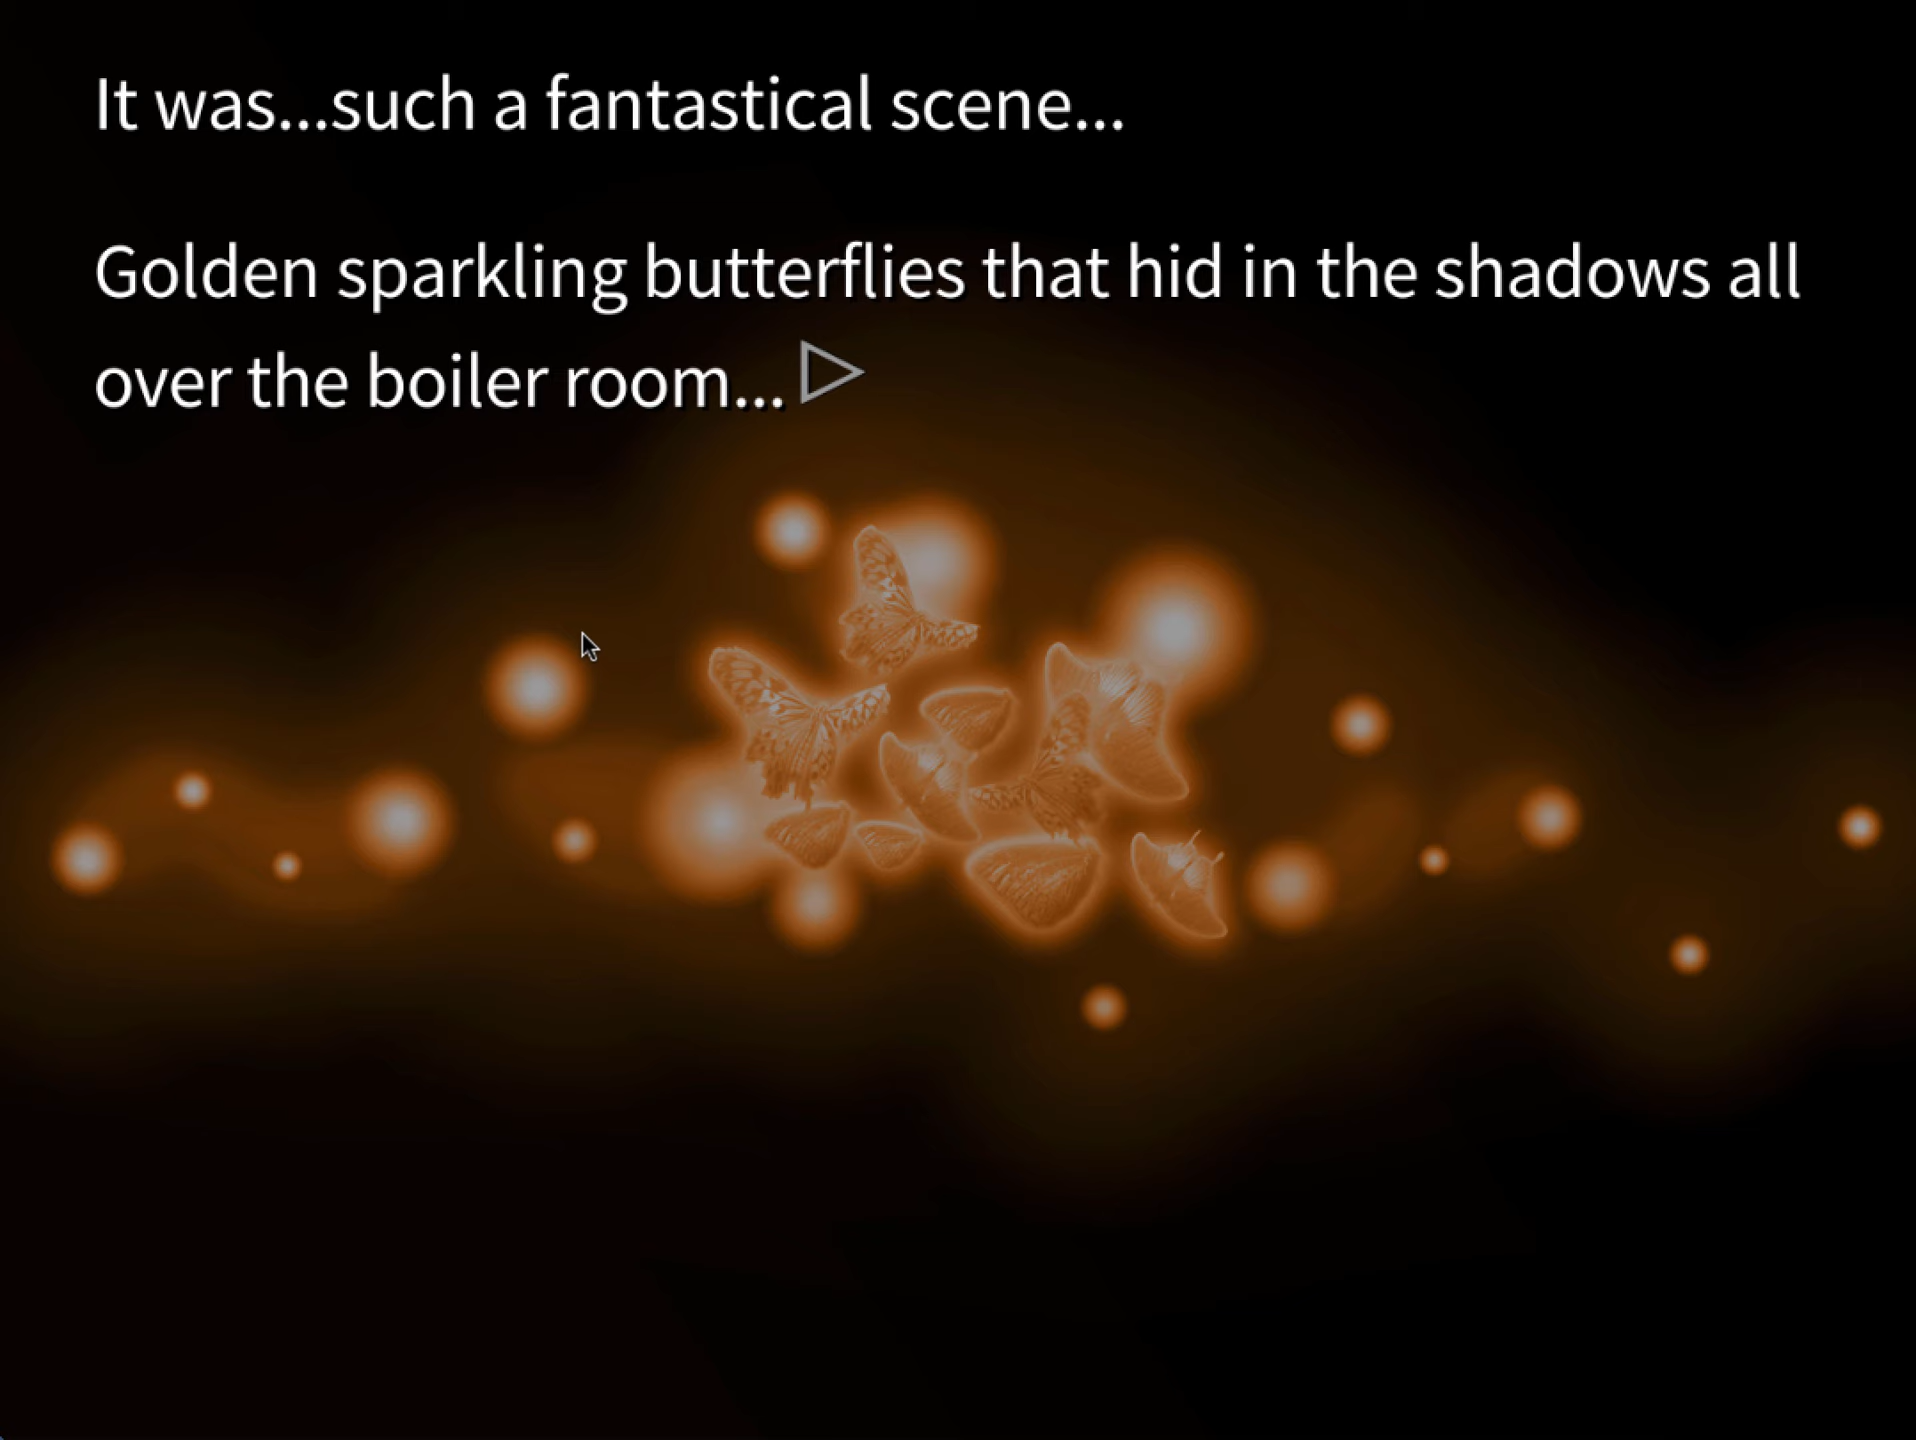 It was...such a fantastical scene...
Golden sparkling butterflies that hid in the shadows all
over the boiler room...